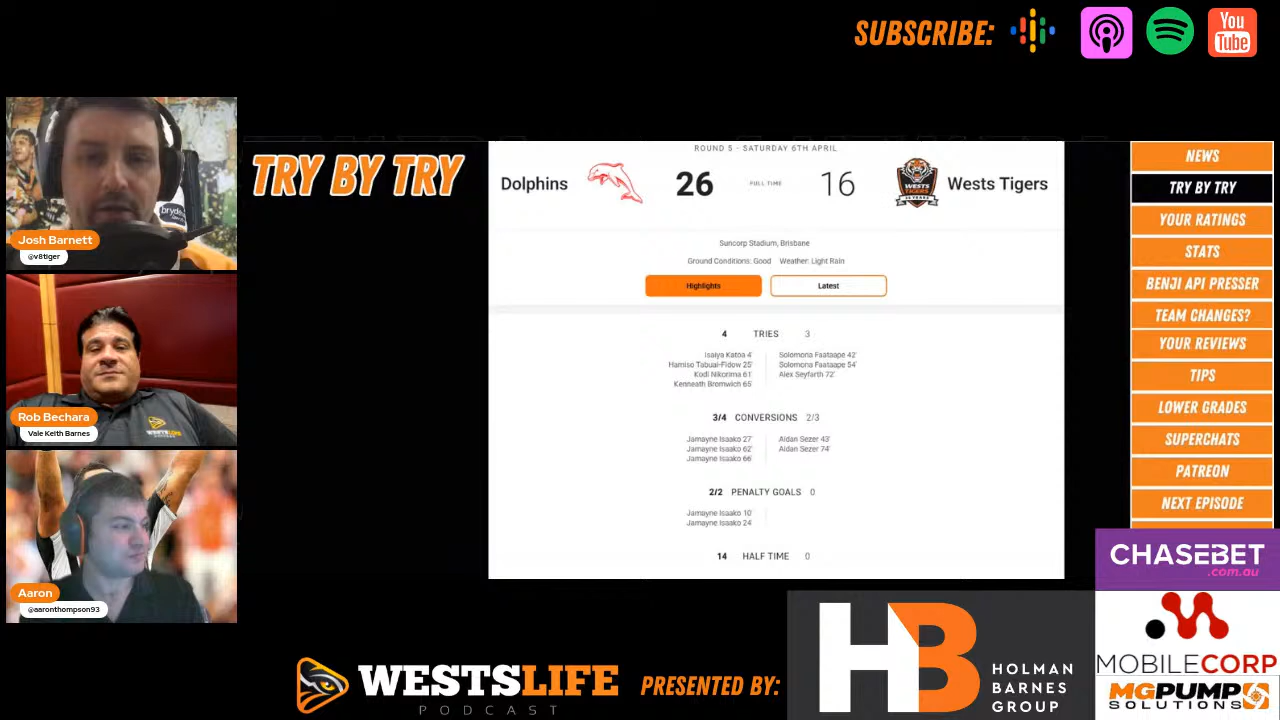 SUBSCRIBE:
You
Tube
TRY BY TRY
ROUND 5 - SATURDAY 6TH APRIL
Dolphins
26
FULL TIME
16
WESTS
TIGERS
Wests Tigers
Suncorp Stadium, Brisbane
Ground Conditions: Good Weather: Light Rain
Highlights
Latest
4 TRIES 3
Isaiya Katoa 4' Solomona Faataape 42'
Hamiso Tabuai-Fidow 25' Solomona Faataape 54'
Kodi Nikorima 61' Alex Seyfarth 72'
Kenneath Bromwich 65'
3/4 CONVERSIONS 2/3
Jamayne Isaako 27' Aidan Sezer 43'
Jamayne Isaako 62' Aidan Sezer 74'
Jamayne Isaako 66'
2/2 PENALTY GOALS 0
Jamayne Isaako 10'
Jamayne Isaako 24'
14 HALF TIME 0
Josh Barnett
@v8tiger
Rob Bechara
Vale Keith Barnes
WESTSLIFE
Aaron
@aaronthompson93
NEWS
TRY BY TRY
YOUR RATINGS
STATS
BENJI API PRESSER
TEAM CHANGES?
YOUR REVIEWS
TIPS
LOWER GRADES
SUPERCHATS
PATREON
NEXT EPISODE
CHASEBET
.com.au
WESTSLIFE
PODCAST
PRESENTED BY:
HB
HOLMAN
BARNES
GROUP
MOBILECORP
MGPUMP
SOLUTIONS